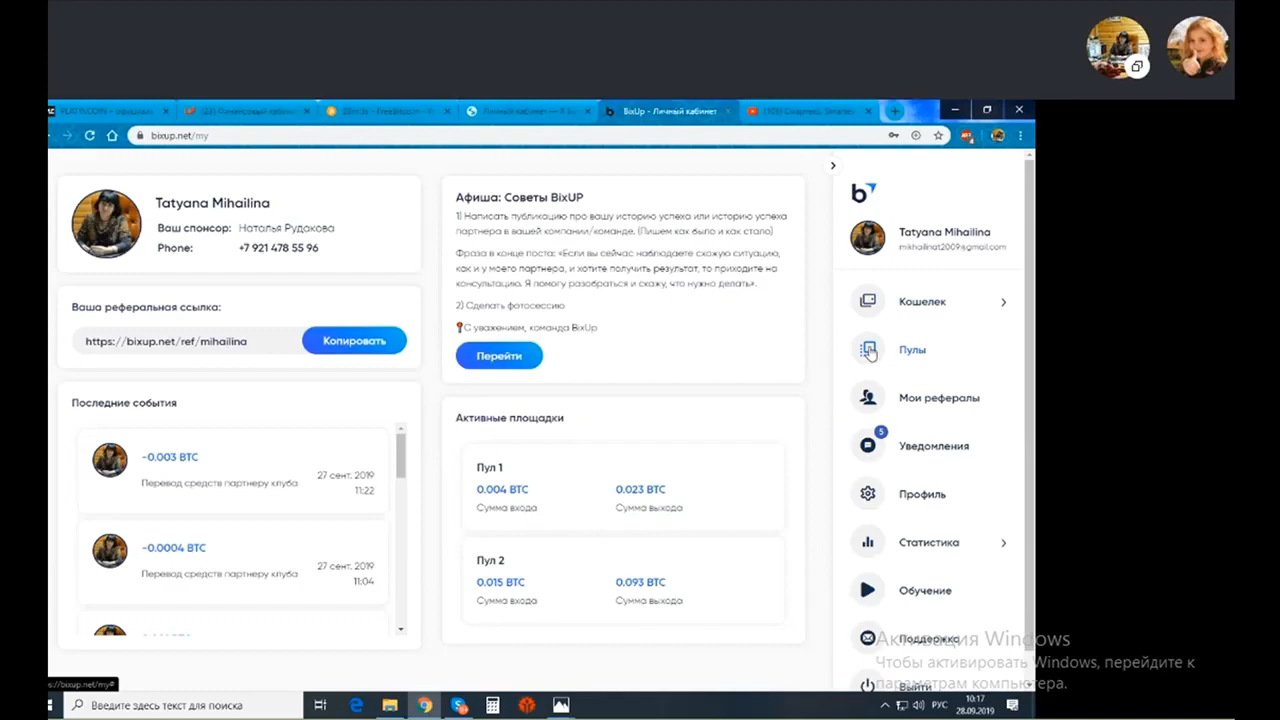 PLATINCOIN - официал
Личный кабинет — Я Би
BixUp - Личный кабинет
bixup.net/my
Tatyana Mihailina
Ваш спонсор: Наталья Рудакова
Phone: +7 921 478 55 96
Ваша реферальная ссылка:
https://bixup.net/ref/mihailina
Копировать
Последние события
-0.003 BTC
Перевод средств партнеру клуба
27 сент. 2019
11:22
-0.0004 BTC
Перевод средств партнеру клуба
27 сент. 2019
11:04
Афиша: Советы BixUP
1) Написать публикацию про вашу историю успеха или историю успеха
партнера в вашей компании/команде. (Пишем как было и как стало)
Фраза в конце поста: «Если вы сейчас наблюдаете схожую ситуацию,
как и у моего партнера, и хотите получить результат, то приходите на
консультацию. Я помогу разобраться и скажу, что нужно делать».
2) Сделать фотосессию
С уважением, команда BixUp
Перейти
Активные площадки
Пул 1
0.004 BTC 0.023 BTC
Сумма входа Сумма выхода
Пул 2
0.015 BTC 0.093 BTC
Сумма входа Сумма выхода
b
Tatyana Mihailina
mikhailinat2009@gmail.com
Кошелек
Пулы
Мои рефералы
5
Уведомления
Профиль
Статистика
Обучение
Поддержка
Выйти
Активация Windows
Чтобы активировать Windows, перейдите к
параметрам компьютера.
s://bixup.net/my#
Введите здесь текст для поиска
РУС
10:17
28.09.2019